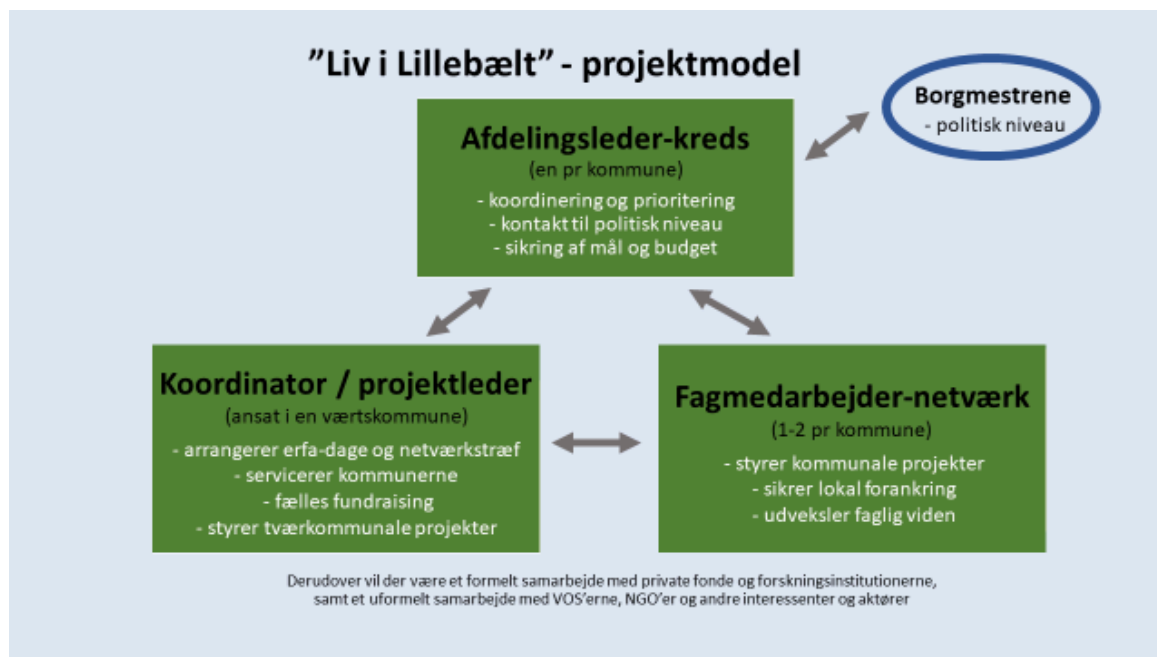 ”Liv i Lillebælt” - projektmodel
Borgmestrene
- politisk niveau
Afdelingsleder-kreds
(en pr kommune)
- koordinering og prioritering
- kontakt til politisk niveau
- sikring af mål og budget
Koordinator / projektleder
(ansat i en værtskommune)
- arrangerer erfa-dage og netværkstræf
- servicerer kommunerne
- fælles fundraising
- styrer tværkommunale projekter
Fagmedarbejder-netværk
(1-2 pr kommune)
- styrer kommunale projekter
- sikrer lokal forankring
- udveksler faglig viden
Derudover vil der være et formelt samarbejde med private fonde og forskningsinstitutionerne,
samt et uformelt samarbejde med VOS’erne, NGO’er og andre interessenter og aktører